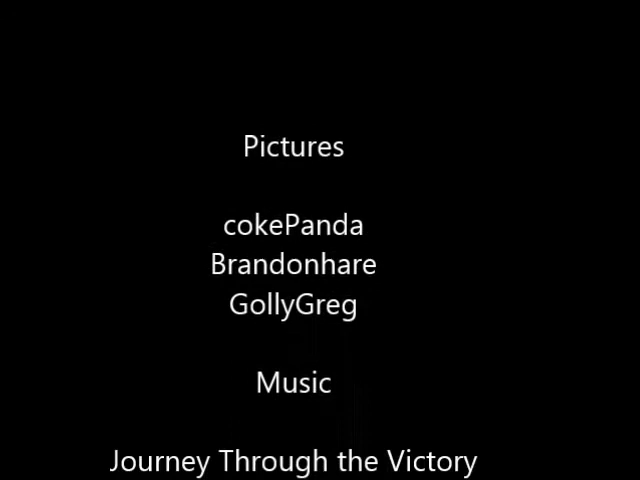 Pictures
cokePanda
Brandonhare
GollyGreg
Music
Journey Through the Victory